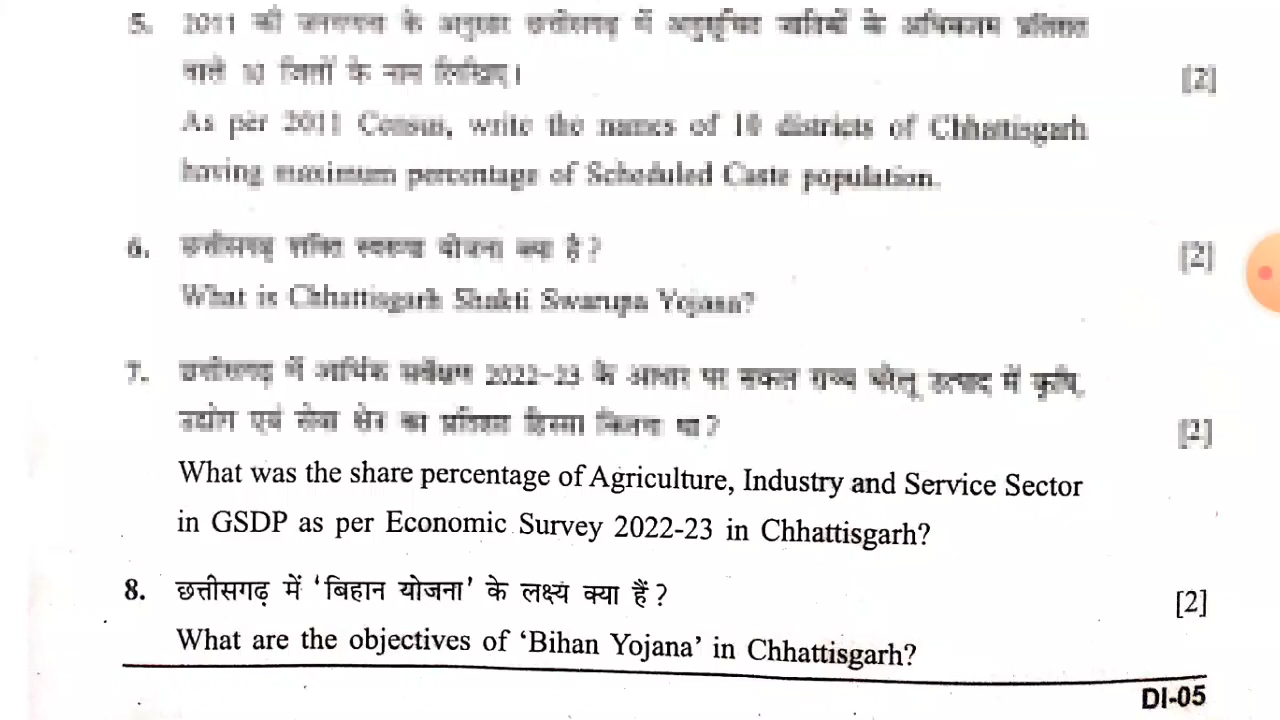 5. 2011 की जनगणना के अनुसार छत्तीसगढ़ में अनुसूचित जातियों के अधिकतम प्रतिशत
वाले 10 जिलों के नाम लिखिए। [2]
As per 2011 Census, write the names of 10 districts of Chhattisgarh
having maximum percentage of Scheduled Caste population.
6. छत्तीसगढ़ शक्ति स्वरूपा योजना क्या है? [2]
What is Chhattisgarh Shakti Swarupa Yojana?
7. छत्तीसगढ़ में आर्थिक सर्वेक्षण 2022-23 के आधार पर सकल राज्य घरेलू उत्पाद में कृषि,
उद्योग एवं सेवा क्षेत्र का प्रतिशत हिस्सा कितना था? [2]
What was the share percentage of Agriculture, Industry and Service Sector
in GSDP as per Economic Survey 2022-23 in Chhattisgarh?
8. छत्तीसगढ़ में ‘बिहान योजना’ के लक्ष्य क्या हैं? [2]
What are the objectives of ‘Bihan Yojana’ in Chhattisgarh?
DI-05